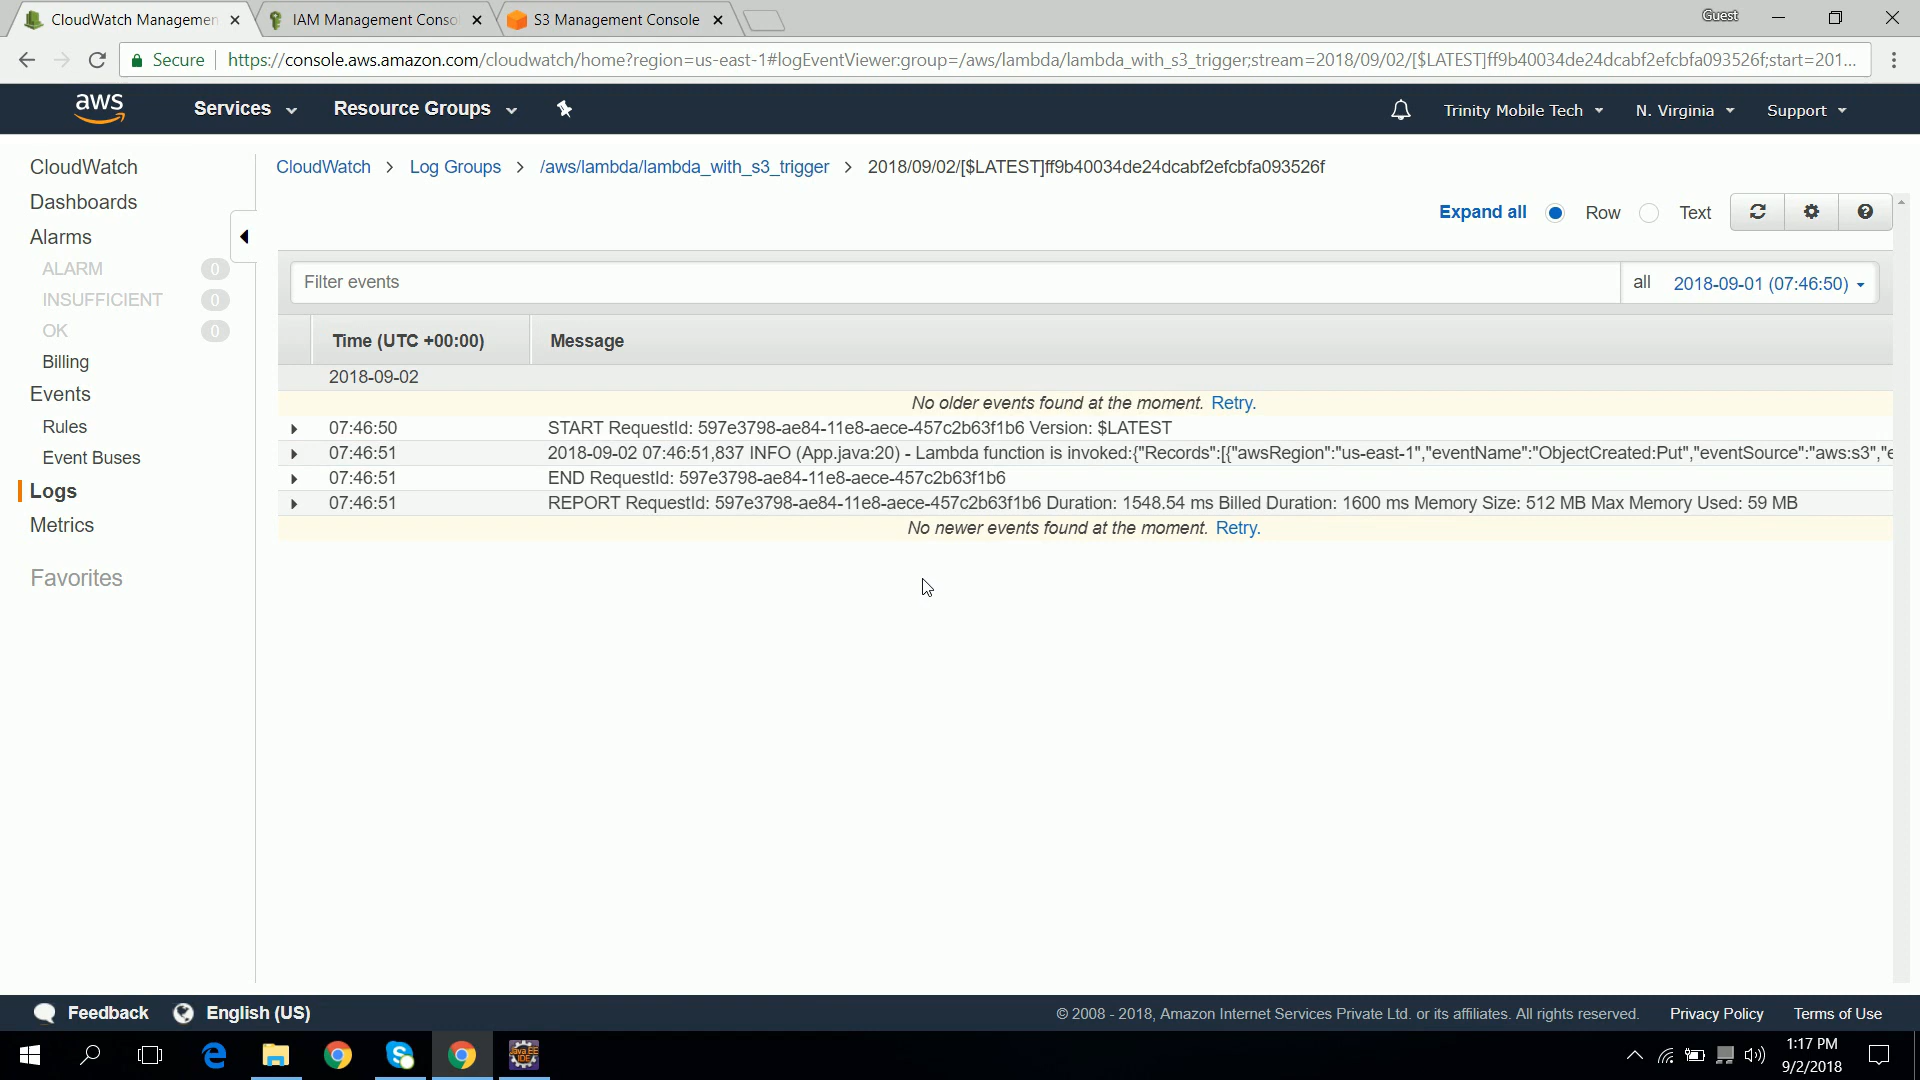 CloudWatch Managemen
IAM Management Conso
S3 Management Console
Guest
Secure
https://console.aws.amazon.com/cloudwatch/home?region=us-east-1#logEventViewer:group=/aws/lambda/lambda_with_s3_trigger;stream=2018/09/02/[$LATEST]ff9b40034de24dcabf2efcbfa093526f;start=201...
aws
Services
Resource Groups
Trinity Mobile Tech
N. Virginia
Support
CloudWatch
Dashboards
Alarms
ALARM 0
INSUFFICIENT 0
OK 0
Billing
Events
Rules
Event Buses
Logs
Metrics
Favorites
CloudWatch > Log Groups > /aws/lambda/lambda_with_s3_trigger > 2018/09/02/[$LATEST]ff9b40034de24dcabf2efcbfa093526f
Expand all Row Text
Filter events
all 2018-09-01 (07:46:50)
Time (UTC +00:00) Message
2018-09-02
No older events found at the moment. Retry.
07:46:50 START RequestId: 597e3798-ae84-11e8-aece-457c2b63f1b6 Version: $LATEST
07:46:51 2018-09-02 07:46:51,837 INFO (App.java:20) - Lambda function is invoked:{"Records":[{"awsRegion":"us-east-1","eventName":"ObjectCreated:Put","eventSource":"aws:s3","e
07:46:51 END RequestId: 597e3798-ae84-11e8-aece-457c2b63f1b6
07:46:51 REPORT RequestId: 597e3798-ae84-11e8-aece-457c2b63f1b6 Duration: 1548.54 ms Billed Duration: 1600 ms Memory Size: 512 MB Max Memory Used: 59 MB
No newer events found at the moment. Retry.
Feedback
English (US)
© 2008 - 2018, Amazon Internet Services Private Ltd. or its affiliates. All rights reserved.
Privacy Policy
Terms of Use
Java EE
IDE
1:17 PM
9/2/2018